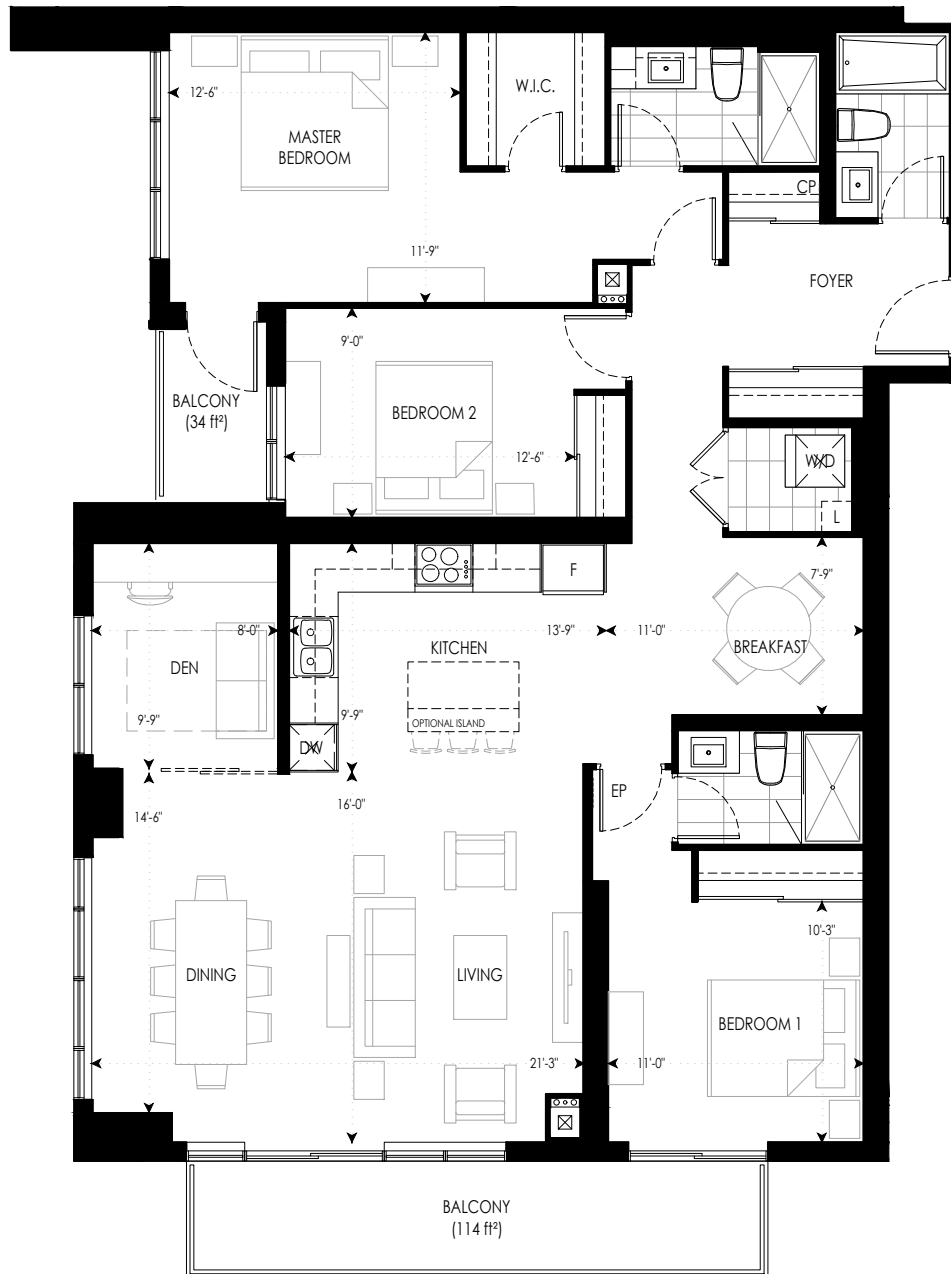 12'-6"
MASTER
BEDROOM
W.I.C.
CP
11'-9"
FOYER
9'-0"
BALCONY
(34 ft²)
BEDROOM 2
12'-6"
W/D
L
F
7'-9"
8'-0"
13'-9"
11'-0"
KITCHEN
BREAKFAST
DEN
9'-9"
9'-9"
OPTIONAL ISLAND
DW
EP
14'-6"
16'-0"
10'-3"
DINING
LIVING
BEDROOM 1
21'-3"
11'-0"
BALCONY
(114 ft²)